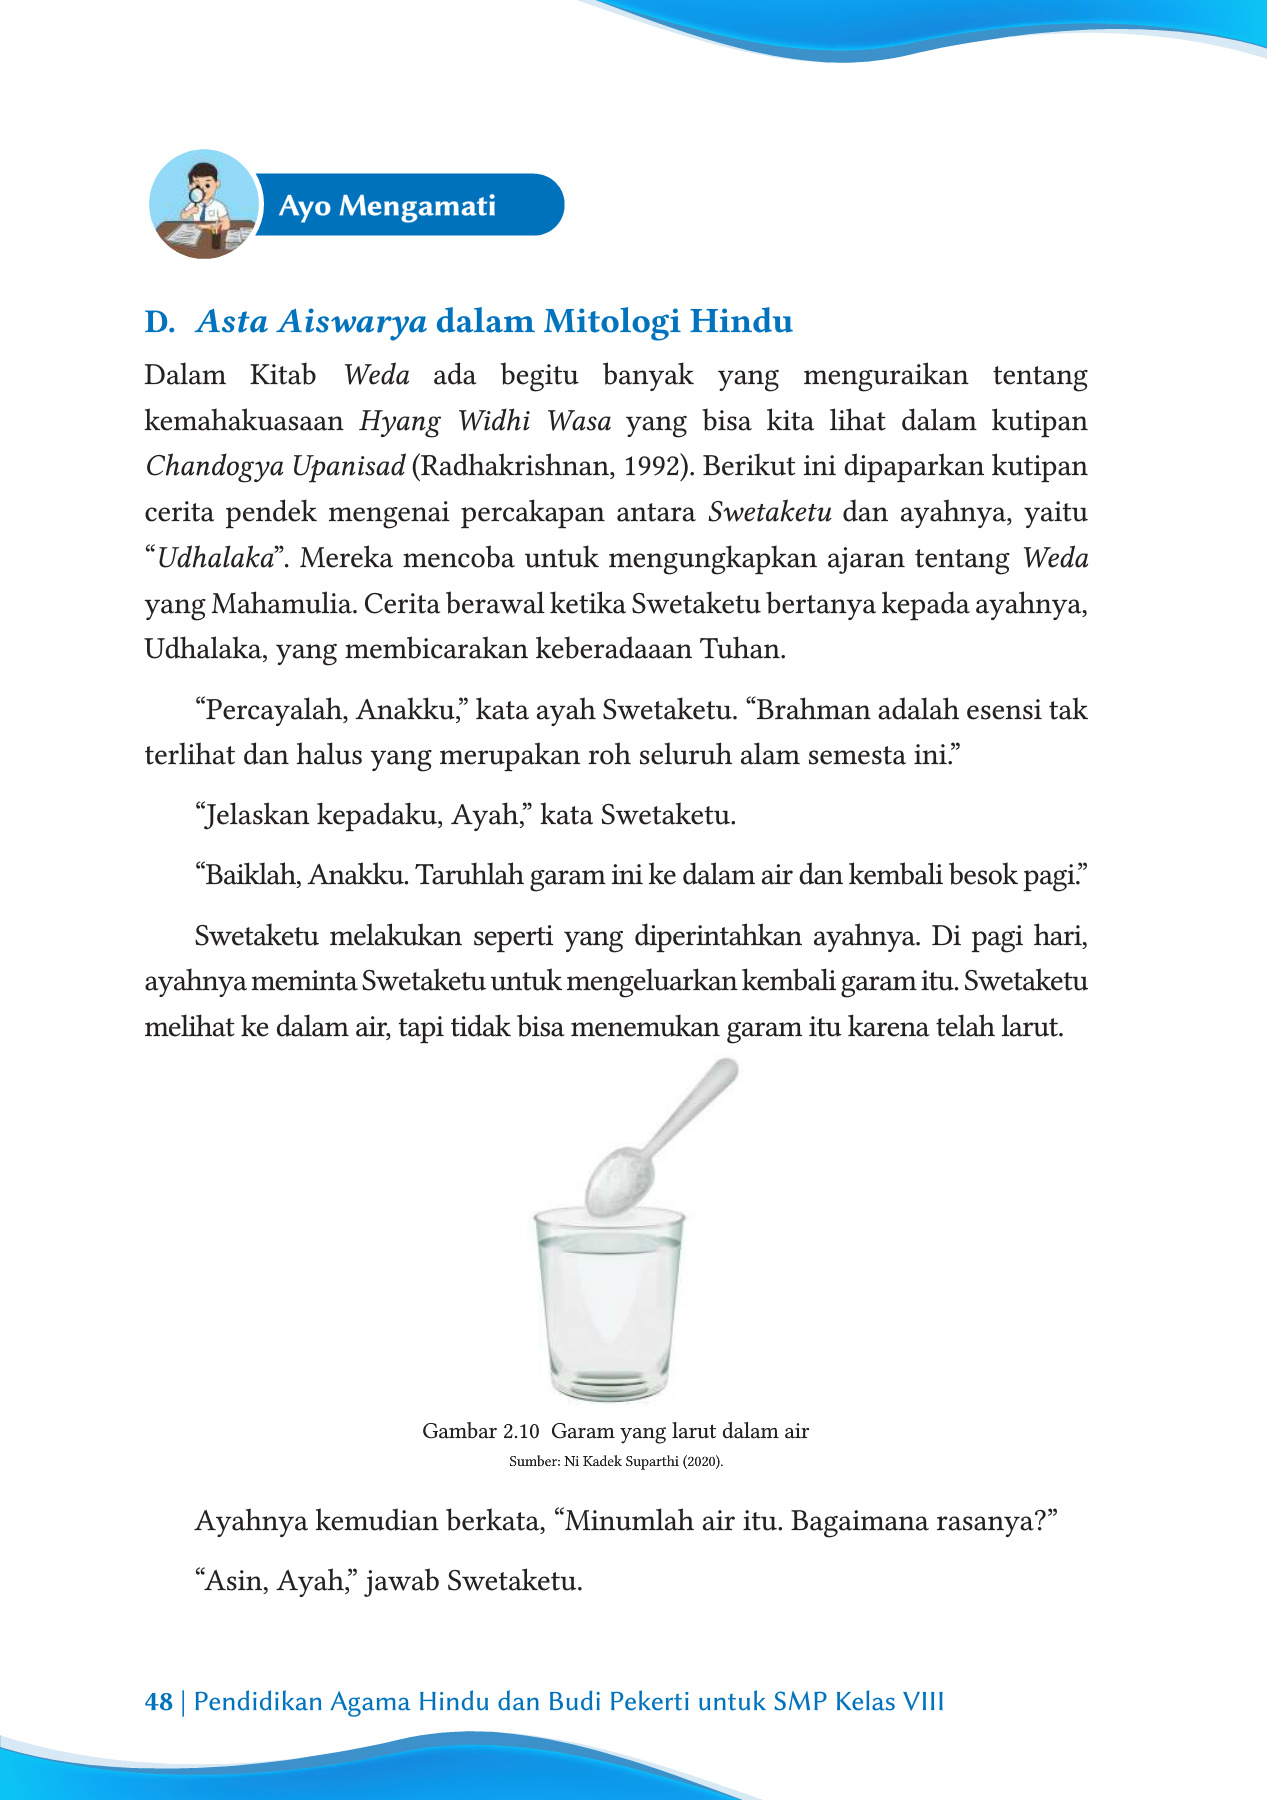 Ayo Mengamati
D. Asta Aiswarya dalam Mitologi Hindu
Dalam Kitab Weda ada begitu banyak yang menguraikan tentang
kemahakuasaan Hyang Widhi Wasa yang bisa kita lihat dalam kutipan
Chandogya Upanisad (Radhakrishnan, 1992). Berikut ini dipaparkan kutipan
cerita pendek mengenai percakapan antara Swetaketu dan ayahnya, yaitu
“Udhalaka”. Mereka mencoba untuk mengungkapkan ajaran tentang Weda
yang Mahamulia. Cerita berawal ketika Swetaketu bertanya kepada ayahnya,
Udhalaka, yang membicarakan keberadaaan Tuhan.
“Percayalah, Anakku,” kata ayah Swetaketu. “Brahman adalah esensi tak
terlihat dan halus yang merupakan roh seluruh alam semesta ini.”
“Jelaskan kepadaku, Ayah,” kata Swetaketu.
“Baiklah, Anakku. Taruhlah garam ini ke dalam air dan kembali besok pagi.”
Swetaketu melakukan seperti yang diperintahkan ayahnya. Di pagi hari,
ayahnya meminta Swetaketu untuk mengeluarkan kembali garam itu. Swetaketu
melihat ke dalam air, tapi tidak bisa menemukan garam itu karena telah larut.
Gambar 2.10 Garam yang larut dalam air
Sumber: Ni Kadek Suparthi (2020).
Ayahnya kemudian berkata, “Minumlah air itu. Bagaimana rasanya?”
“Asin, Ayah,” jawab Swetaketu.
48 | Pendidikan Agama Hindu dan Budi Pekerti untuk SMP Kelas VIII